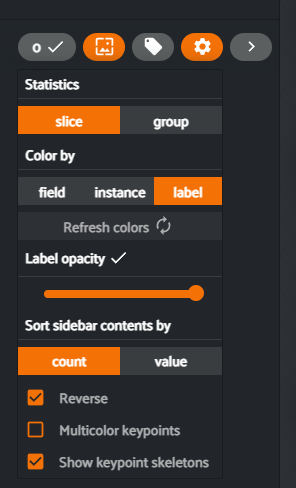 0
Statistics
slice group
Color by
field instance label
Refresh colors
Label opacity
Sort sidebar contents by
count value
Reverse
Multicolor keypoints
Show keypoint skeletons